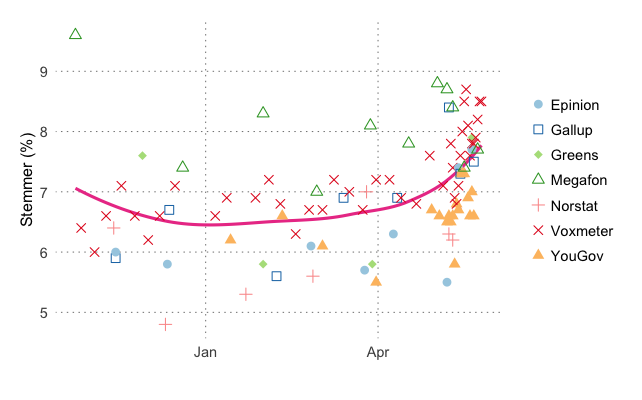 Stemmer (%)
9
8
7
6
5
Jan
Apr
Epinion
Gallup
Greens
Megafon
Norstat
Voxmeter
YouGov